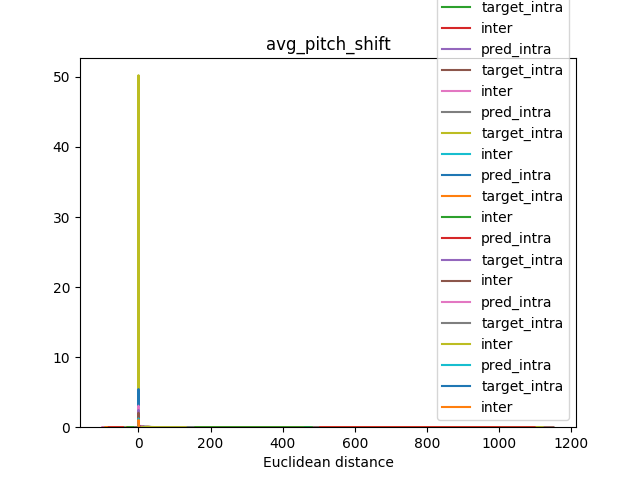 avg_pitch_shift
target_intra
inter
pred_intra
target_intra
inter
pred_intra
target_intra
inter
pred_intra
target_intra
inter
pred_intra
target_intra
inter
pred_intra
target_intra
inter
pred_intra
target_intra
inter
50
40
30
20
10
0
0 200 400 600 800 1000 1200
Euclidean distance